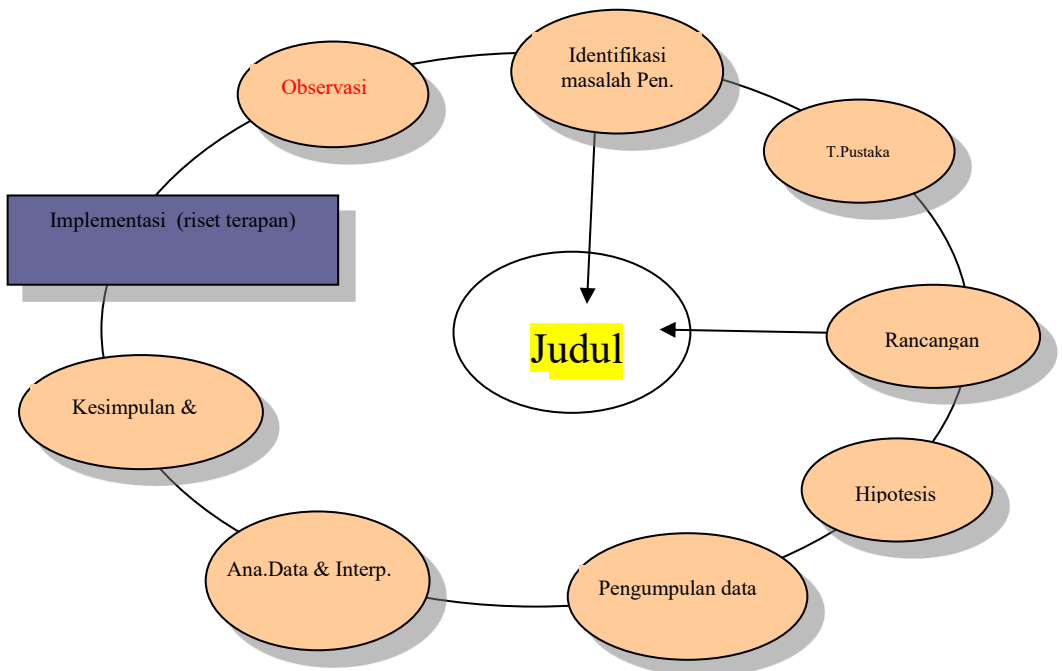 Observasi
Identifikasi
masalah Pen.
T.Pustaka
Implementasi (riset terapan)
Judul
Rancangan
Kesimpulan &
Hipotesis
Ana.Data & Interp.
Pengumpulan data